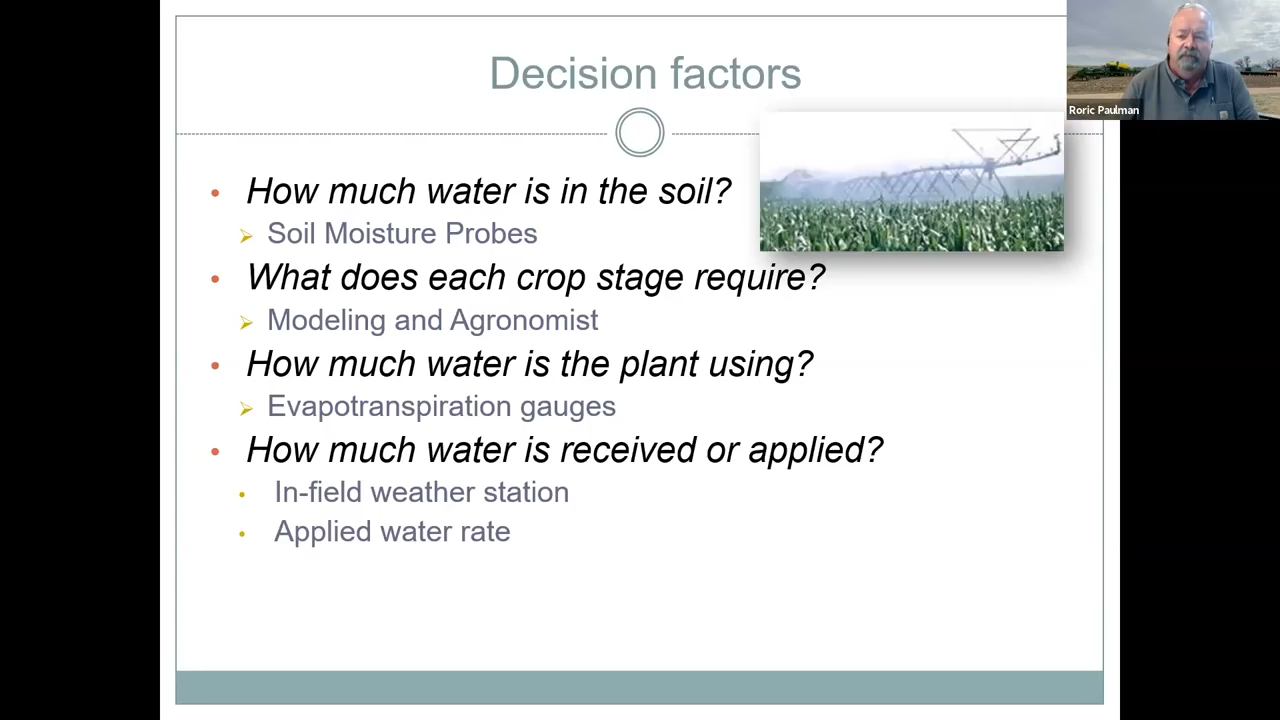 Decision factors
Roric Paulman
• How much water is in the soil?
➢ Soil Moisture Probes
• What does each crop stage require?
➢ Modeling and Agronomist
• How much water is the plant using?
➢ Evapotranspiration gauges
• How much water is received or applied?
• In-field weather station
• Applied water rate